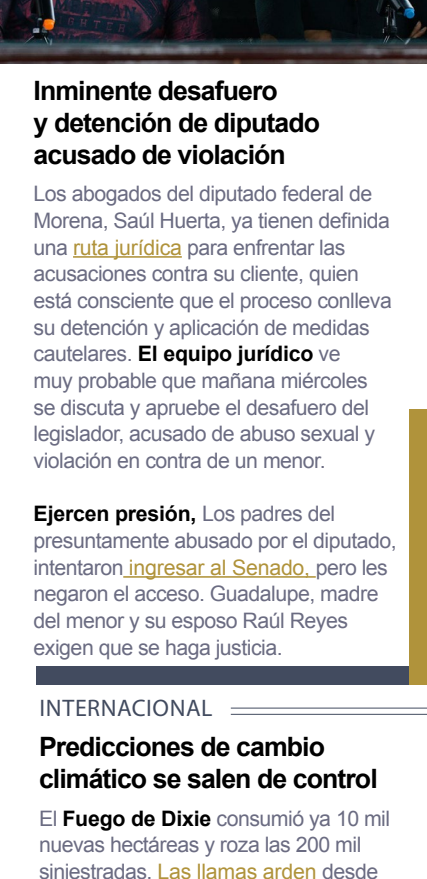 Inminente desafuero
y detención de diputado
acusado de violación
Los abogados del diputado federal de
Morena, Saúl Huerta, ya tienen definida
una ruta jurídica para enfrentar las
acusaciones contra su cliente, quien
está consciente que el proceso conlleva
su detención y aplicación de medidas
cautelares. El equipo jurídico ve
muy probable que mañana miércoles
se discuta y apruebe el desafuero del
legislador, acusado de abuso sexual y
violación en contra de un menor.
Ejercen presión, Los padres del
presuntamente abusado por el diputado,
intentaron ingresar al Senado, pero les
negaron el acceso. Guadalupe, madre
del menor y su esposo Raúl Reyes
exigen que se haga justicia.
INTERNACIONAL
Predicciones de cambio
climático se salen de control
El Fuego de Dixie consumió ya 10 mil
nuevas hectáreas y roza las 200 mil
siniestradas. Las llamas arden desde